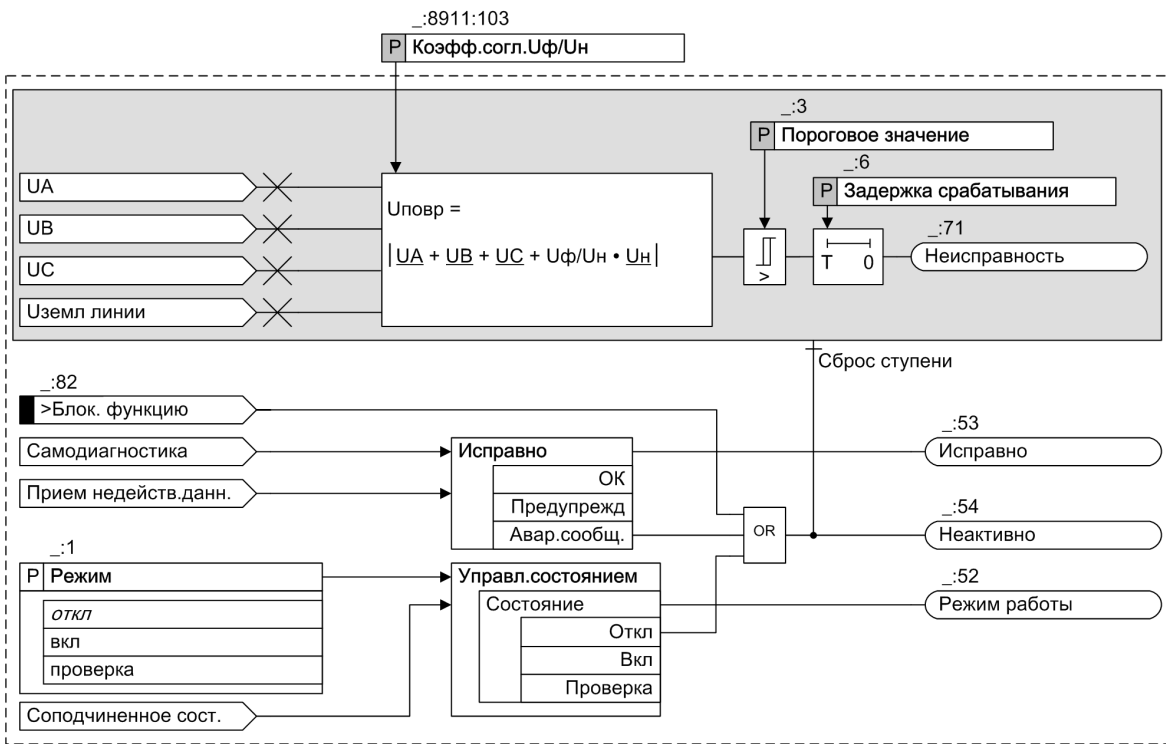 _:8911:103
P Коэфф.согл.Uф/Uн
_:3
P Пороговое значение
_:6
P Задержка срабатывания
UA
UB
UC
Uземл линии
Uповр =
|UA + UB + UC + Uф/Uн • Uн|
>
T 0
_:71
Неисправность
Сброс ступени
_:82
>Блок. функцию
Самодиагностика
Прием недейств.данн.
Исправно
ОК
Предупрежд
Авар.сообщ.
OR
_:53
Исправно
_:54
Неактивно
_:1
P Режим
откл
вкл
проверка
Соподчиненное сост.
Управл.состоянием
Состояние
Откл
Вкл
Проверка
_:52
Режим работы